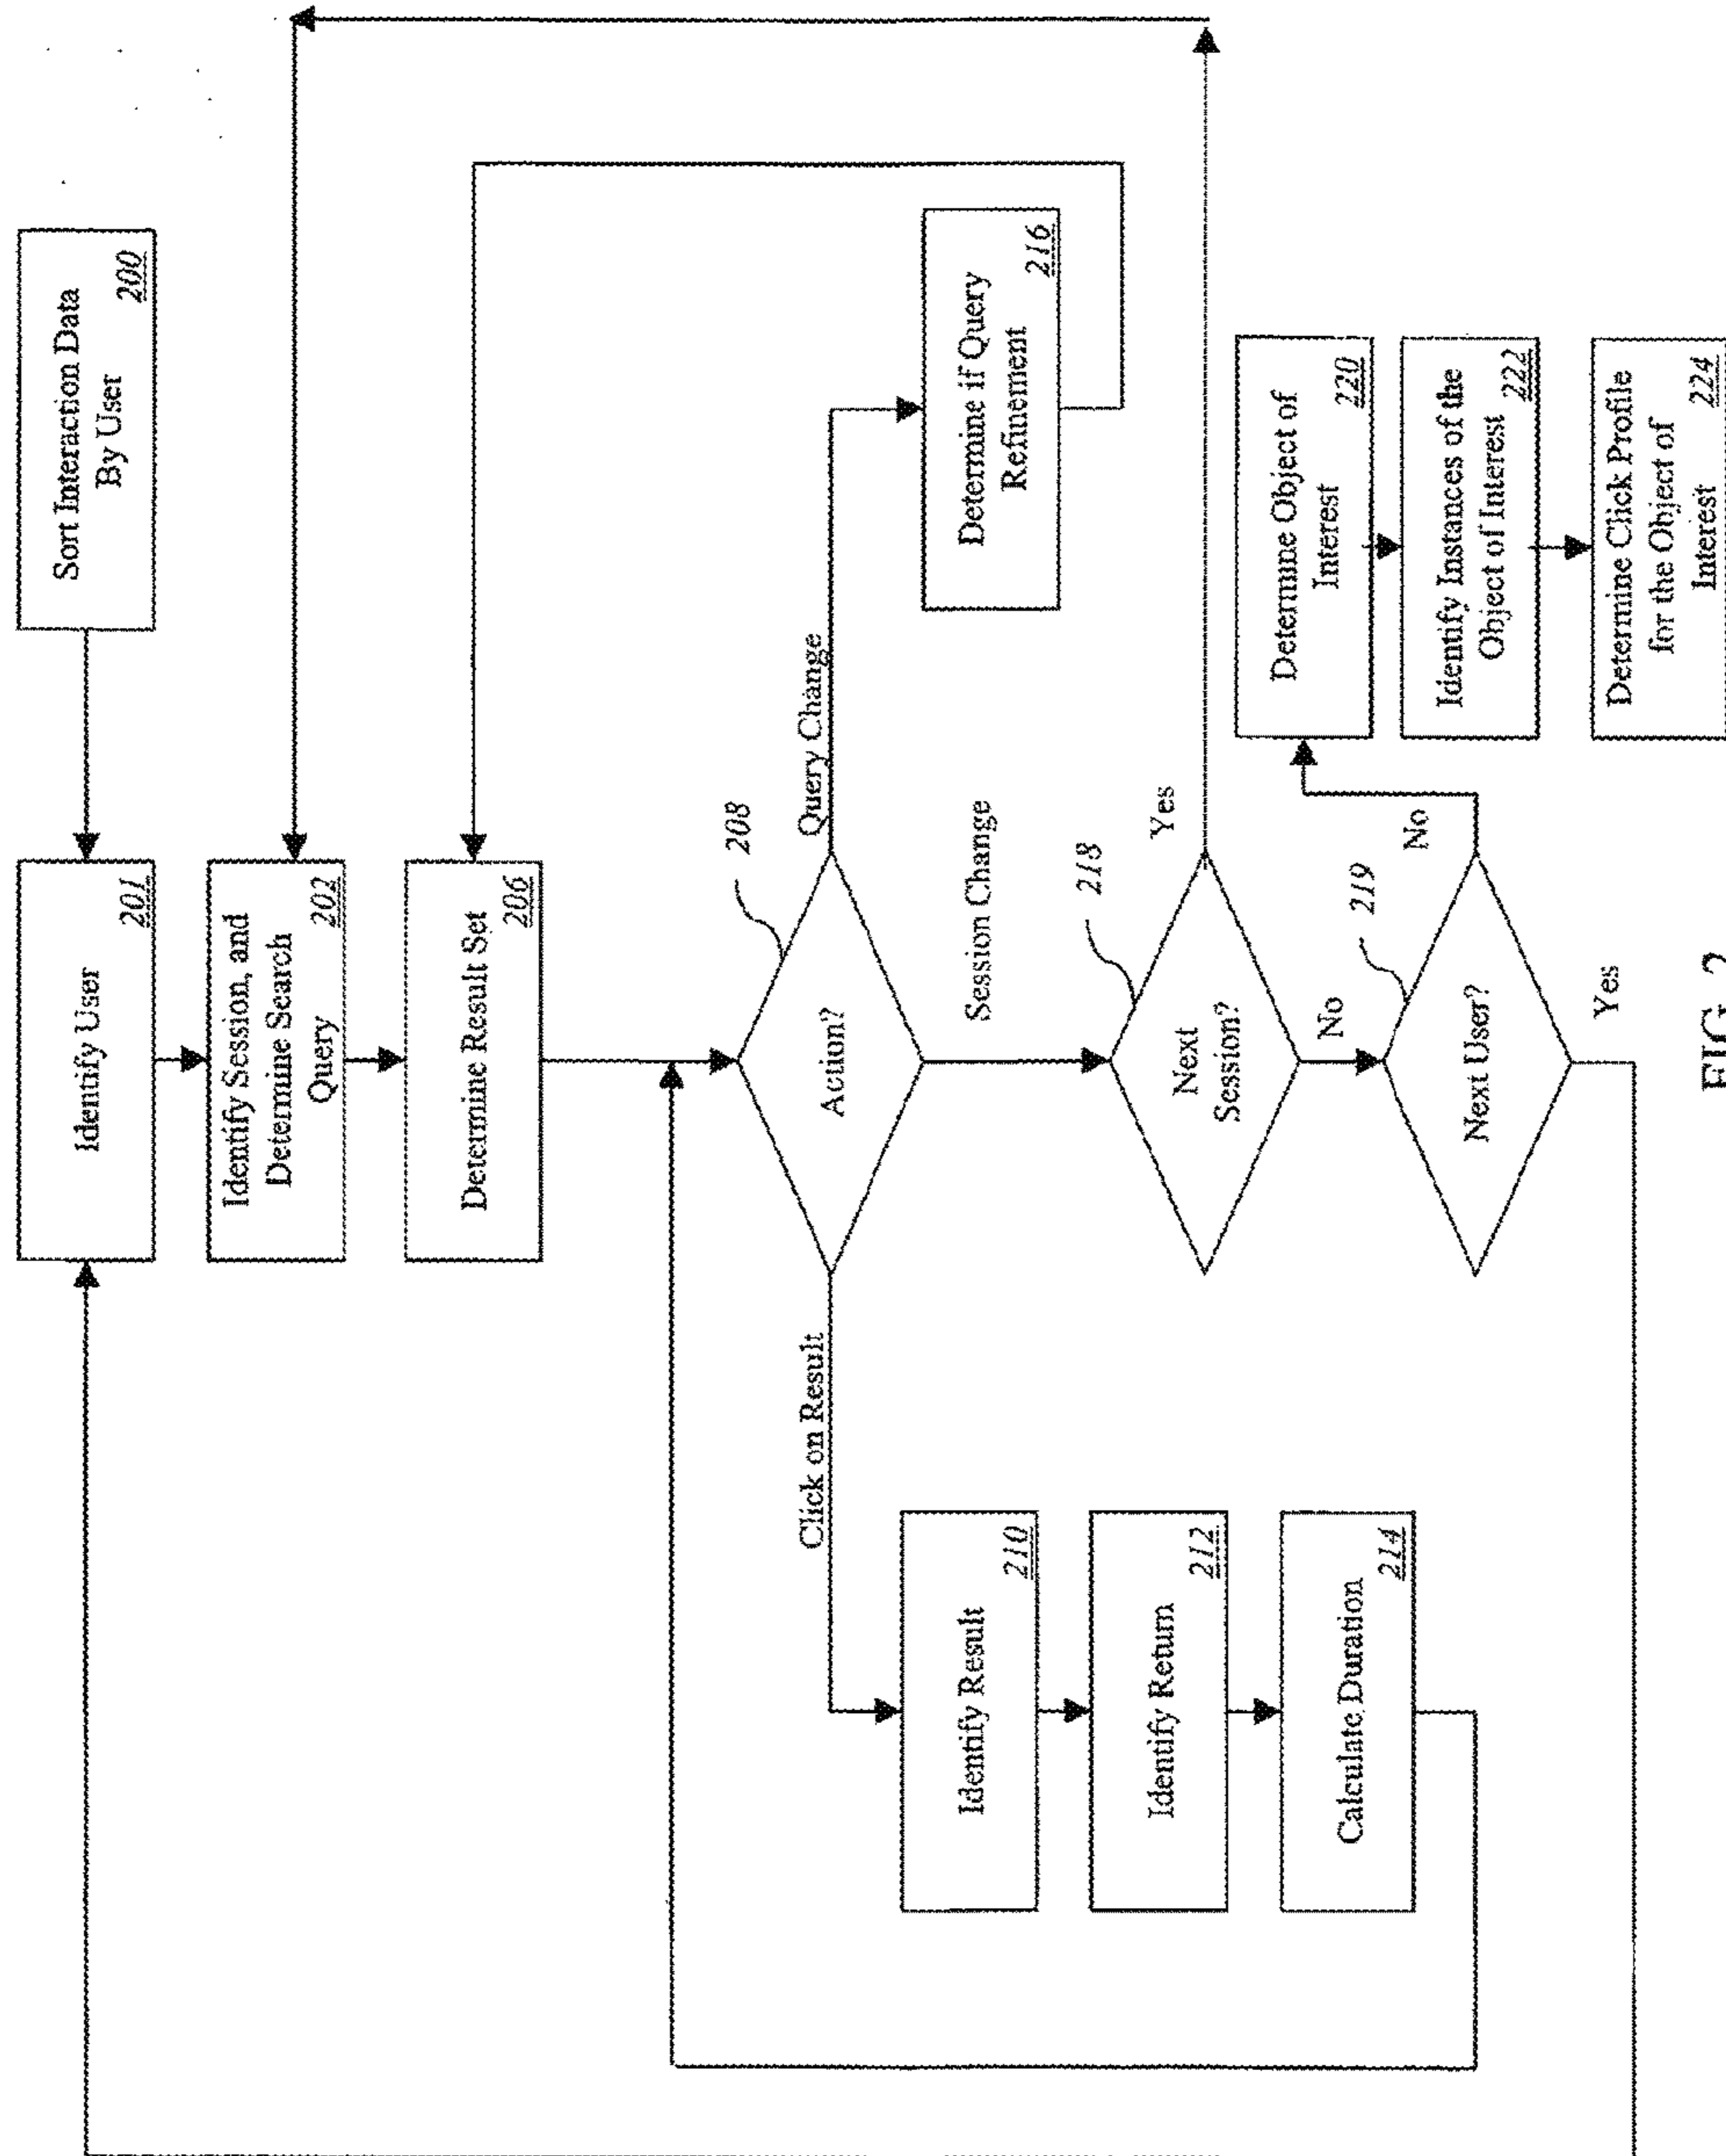 Sort Interaction Data
By User
200
Identify User
201
Identify Session, and
Determine Search
Query
202
Determine Result Set
206
Action?
208
Click on Result
Query Change
Session Change
Identify Result
210
Identify Return
212
Calculate Duration
214
Determine if Query
Refinement
216
Next
Session?
218
Yes
No
Next User?
219
No
Yes
Determine Object of
Interest
220
Identify Instances of the
Object of Interest
222
Determine Click Profile
for the Object of
Interest
224
FIG. 2